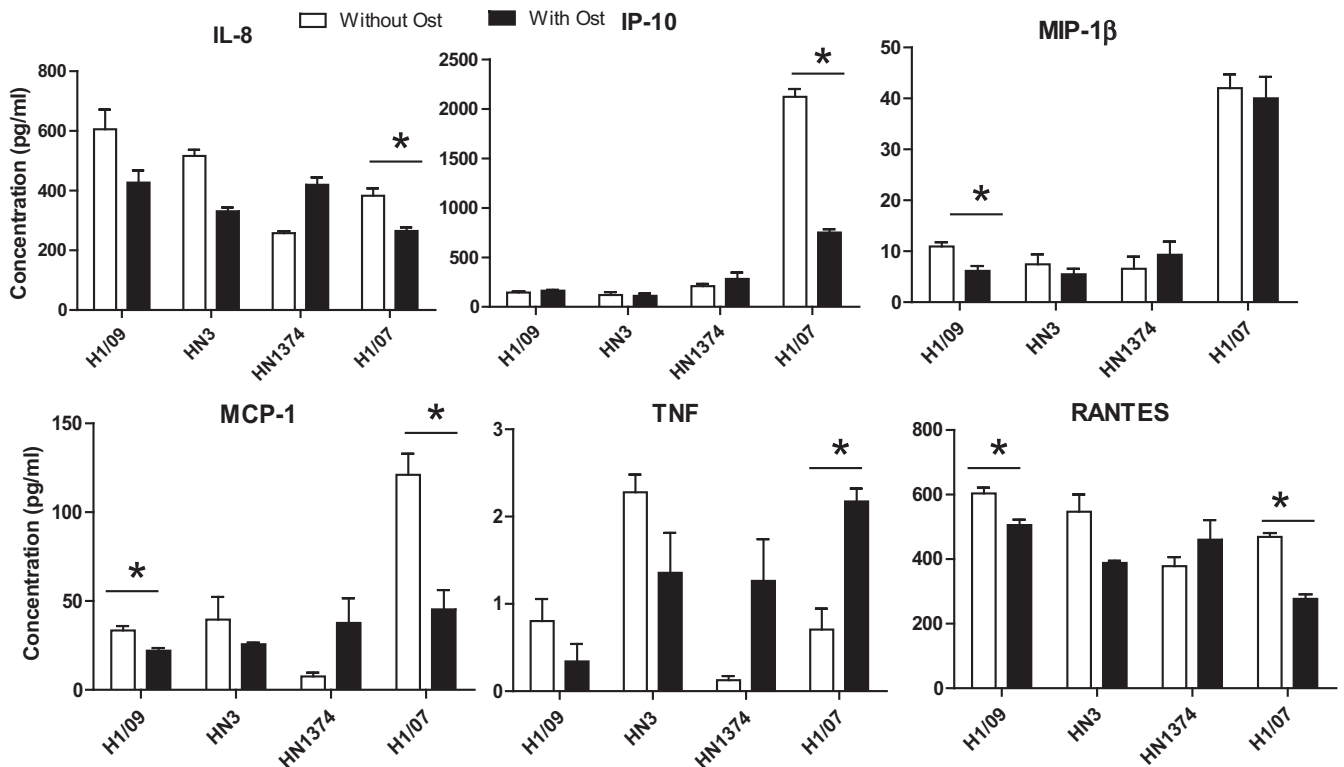 Without Ost With Ost
IL-8
Concentration (pg/ml)
800
600
400
200
0
*
H1/09 HN3 HN1374 H1/07
IP-10
2500
2000
1500
1000
500
0
*
H1/09 HN3 HN1374 H1/07
MIP-1β
50
40
30
20
10
0
*
H1/09 HN3 HN1374 H1/07
MCP-1
Concentration (pg/ml)
150
100
50
0
*
*
H1/09 HN3 HN1374 H1/07
TNF
3
2
1
0
*
H1/09 HN3 HN1374 H1/07
RANTES
800
600
400
200
0
*
*
H1/09 HN3 HN1374 H1/07